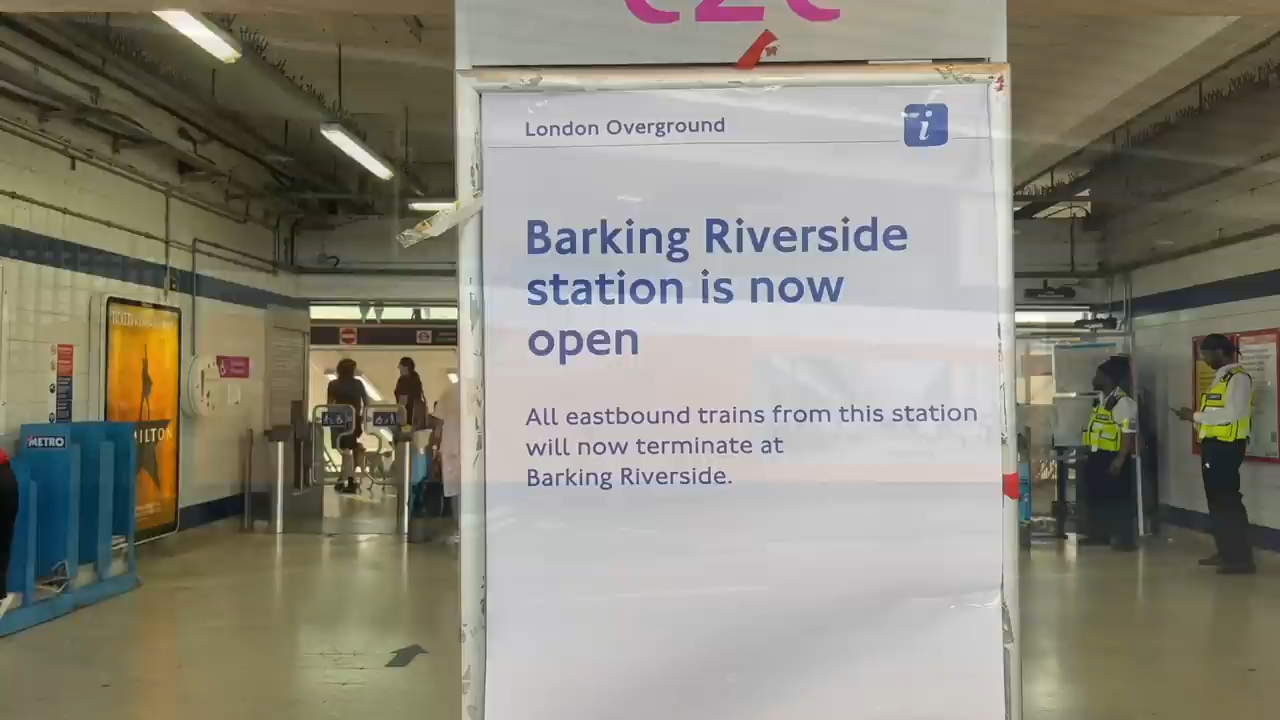 c2c
London Overground
i
Barking Riverside
station is now
open
All eastbound trains from this station
will now terminate at
Barking Riverside.
METRO